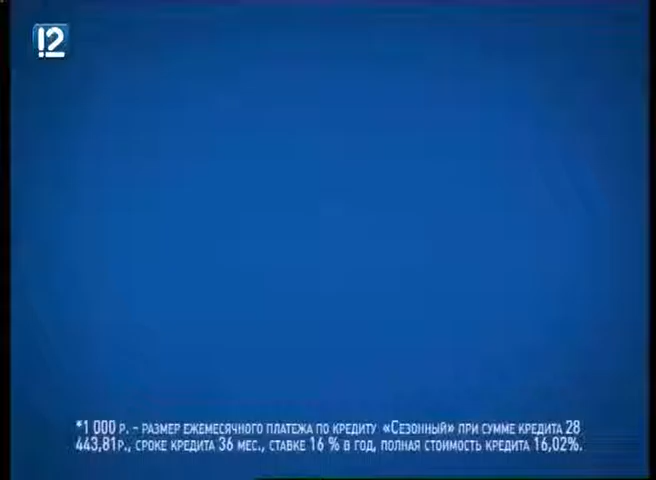 12
*1 000 р. - РАЗМЕР ЕЖЕМЕСЯЧНОГО ПЛАТЕЖА ПО КРЕДИТУ «СЕЗОННЫЙ» ПРИ СУММЕ КРЕДИТА 28
443,81р., СРОКЕ КРЕДИТА 36 МЕС., СТАВКЕ 16 % В ГОД, ПОЛНАЯ СТОИМОСТЬ КРЕДИТА 16,02%.